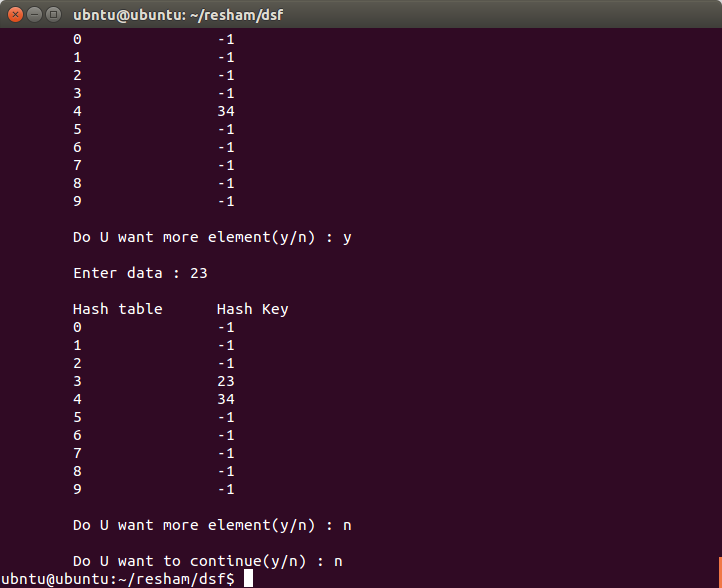 ubntu@ubuntu: ~/resham/dsf
0 -1
1 -1
2 -1
3 -1
4 34
5 -1
6 -1
7 -1
8 -1
9 -1
Do U want more element(y/n) : y
Enter data : 23
Hash table Hash Key
0 -1
1 -1
2 -1
3 23
4 34
5 -1
6 -1
7 -1
8 -1
9 -1
Do U want more element(y/n) : n
Do U want to continue(y/n) : n
ubntu@ubuntu:~/resham/dsf$